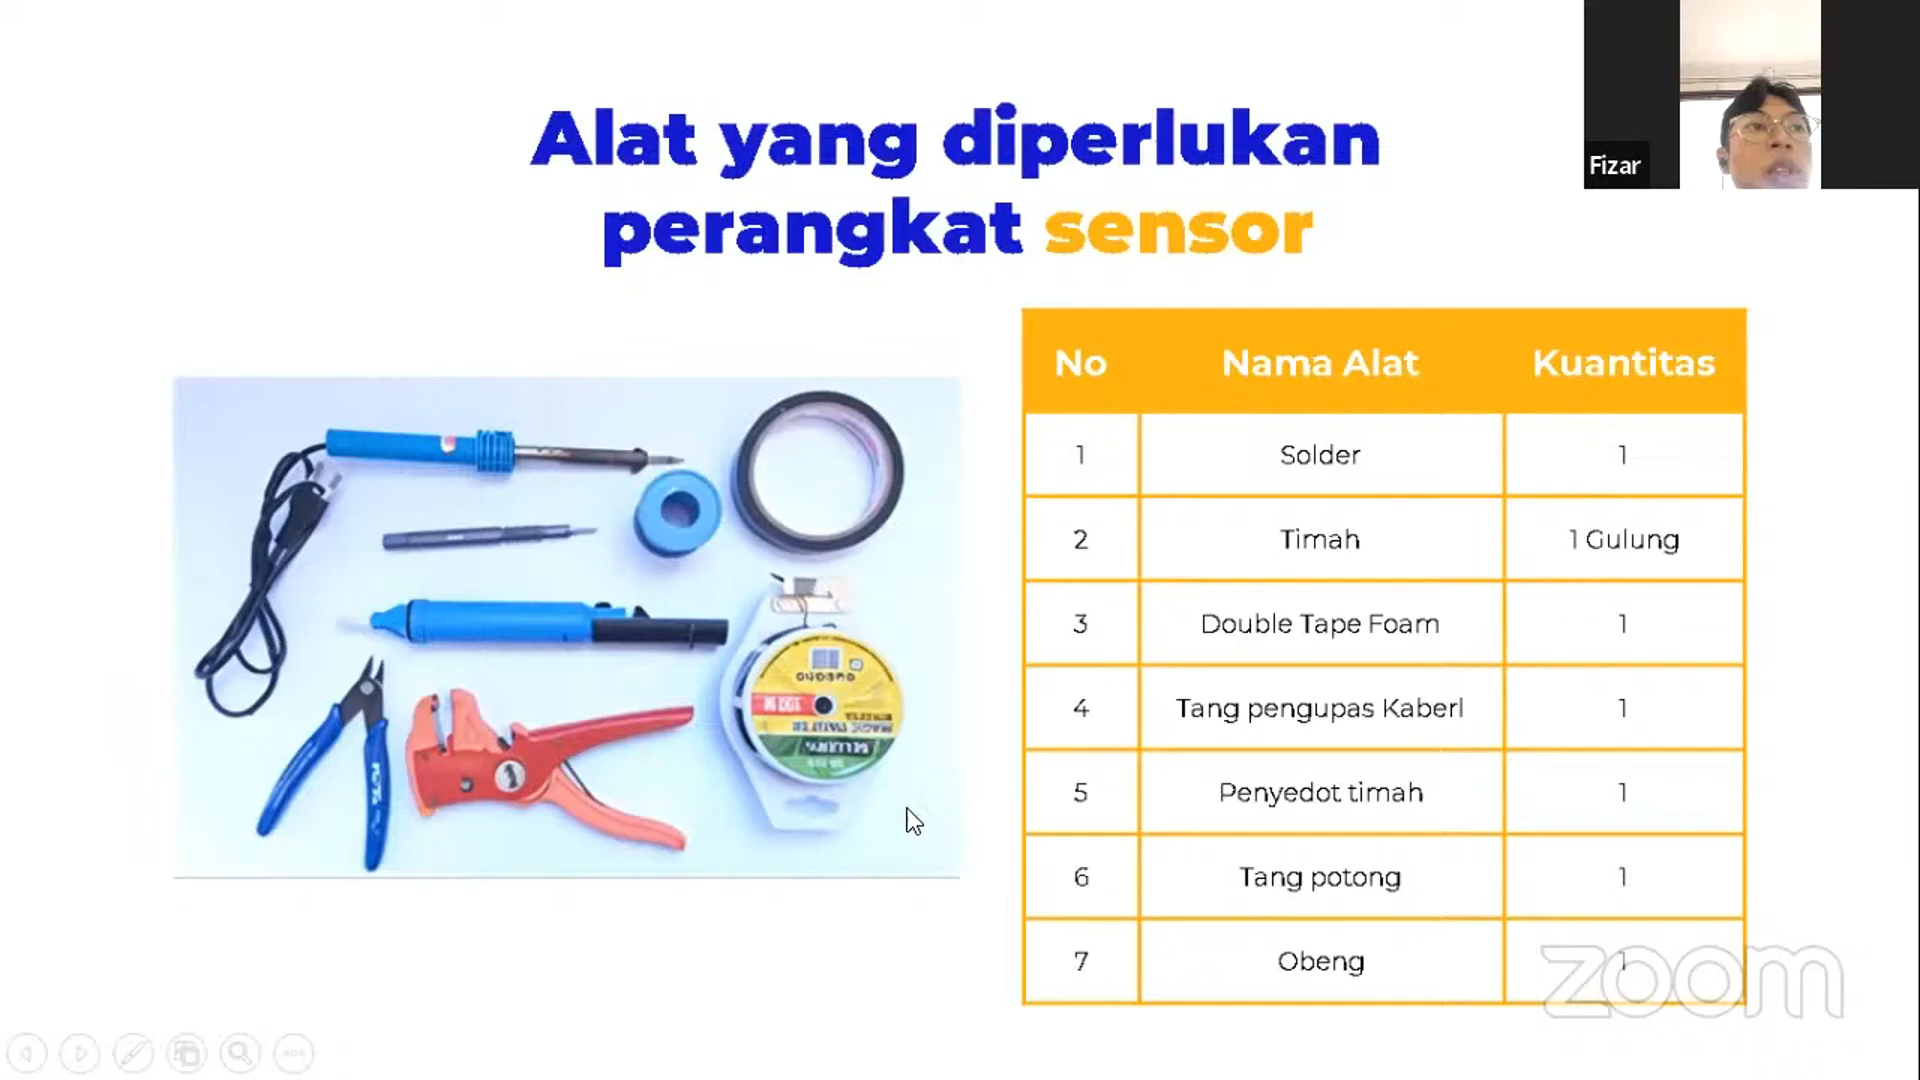 Alat yang diperlukan
perangkat sensor
Fizar
No Nama Alat Kuantitas
1 Solder 1
2 Timah 1 Gulung
3 Double Tape Foam 1
4 Tang pengupas Kaberl 1
5 Penyedot timah 1
6 Tang potong 1
7 Obeng 1
100 M
zoom